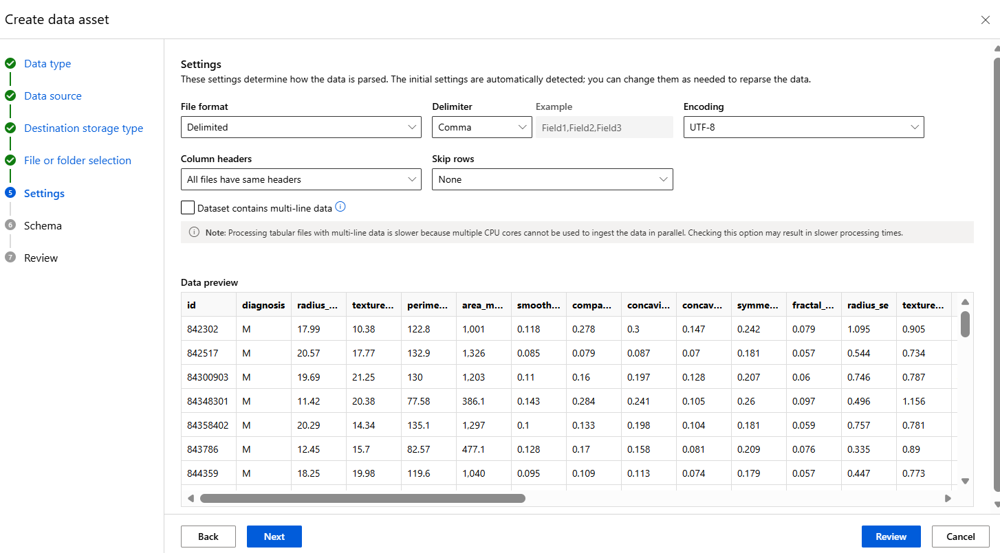 Create data asset
Data type
Data source
Destination storage type
File or folder selection
5 Settings
6 Schema
7 Review
Settings
These settings determine how the data is parsed. The initial settings are automatically detected; you can change them as needed to reparse the data.
File format Delimiter Example Encoding
Delimited Comma Field1,Field2,Field3 UTF-8
Column headers Skip rows
All files have same headers None
Dataset contains multi-line data
Note: Processing tabular files with multi-line data is slower because multiple CPU cores cannot be used to ingest the data in parallel. Checking this option may result in slower processing times.
Data preview
id diagnosis radius_... texture... perime... area_m... smooth... compa... concavi... concav... symme... fractal_... radius_se texture...
842302 M 17.99 10.38 122.8 1,001 0.118 0.278 0.3 0.147 0.242 0.079 1.095 0.905
842517 M 20.57 17.77 132.9 1,326 0.085 0.079 0.087 0.07 0.181 0.057 0.544 0.734
84300903 M 19.69 21.25 130 1,203 0.11 0.16 0.197 0.128 0.207 0.06 0.746 0.787
84348301 M 11.42 20.38 77.58 386.1 0.143 0.284 0.241 0.105 0.26 0.097 0.496 1.156
84358402 M 20.29 14.34 135.1 1,297 0.1 0.133 0.198 0.104 0.181 0.059 0.757 0.781
843786 M 12.45 15.7 82.57 477.1 0.128 0.17 0.158 0.081 0.209 0.076 0.335 0.89
844359 M 18.25 19.98 119.6 1,040 0.095 0.109 0.113 0.074 0.179 0.057 0.447 0.773
Back Next Review Cancel